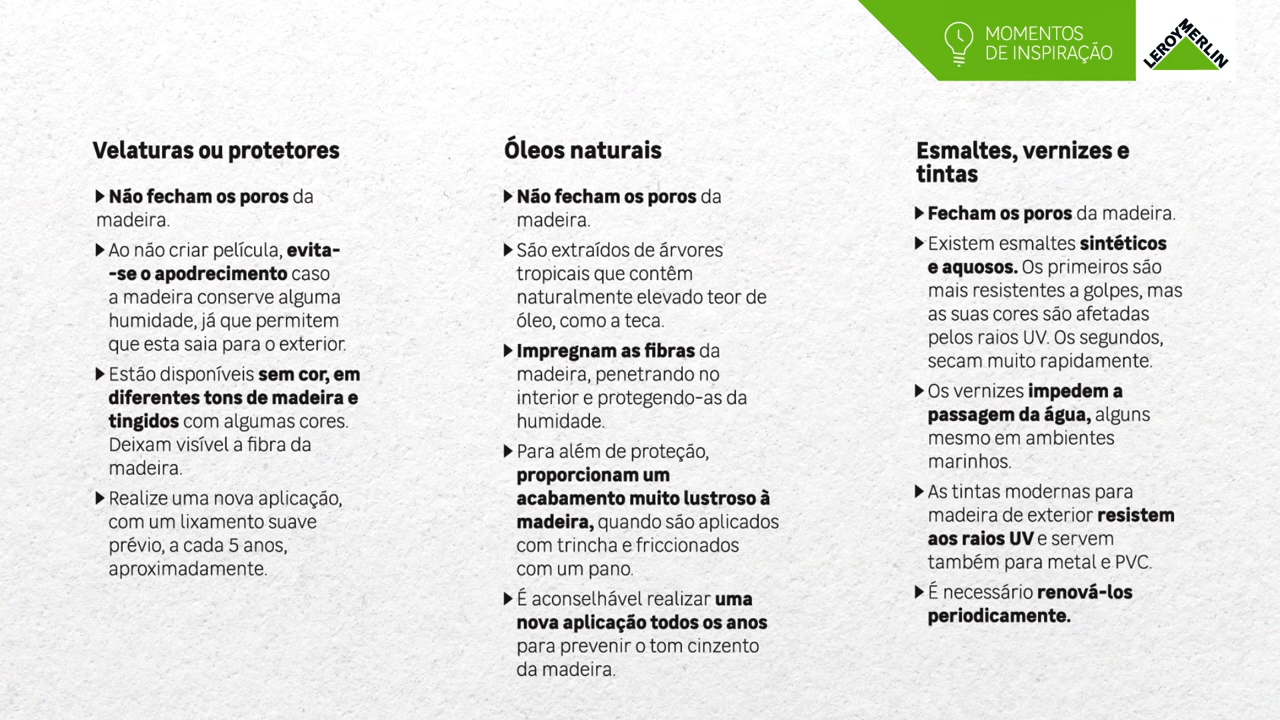 MOMENTOS
DE INSPIRAÇÃO
LEROY MERLIN
Velaturas ou protetores
Não fecham os poros da
madeira.
Ao não criar película, evita-
-se o apodrecimento caso
a madeira conserve alguma
humidade, já que permitem
que esta saia para o exterior.
Estão disponíveis sem cor, em
diferentes tons de madeira e
tingidos com algumas cores.
Deixam visível a fibra da
madeira.
Realize uma nova aplicação,
com um lixamento suave
prévio, a cada 5 anos,
aproximadamente.
Óleos naturais
Não fecham os poros da
madeira.
São extraídos de árvores
tropicais que contêm
naturalmente elevado teor de
óleo, como a teca.
Impregnam as fibras da
madeira, penetrando no
interior e protegendo-as da
humidade.
Para além de proteção,
proporcionam um
acabamento muito lustroso à
madeira, quando são aplicados
com trincha e friccionados
com um pano.
É aconselhável realizar uma
nova aplicação todos os anos
para prevenir o tom cinzento
da madeira.
Esmaltes, vernizes e
tintas
Fecham os poros da madeira.
Existem esmaltes sintéticos
e aquosos. Os primeiros são
mais resistentes a golpes, mas
as suas cores são afetadas
pelos raios UV. Os segundos,
secam muito rapidamente.
Os vernizes impedem a
passagem da água, alguns
mesmo em ambientes
marinhos.
As tintas modernas para
madeira de exterior resistem
aos raios UV e servem
também para metal e PVC.
É necessário renová-los
periodicamente.